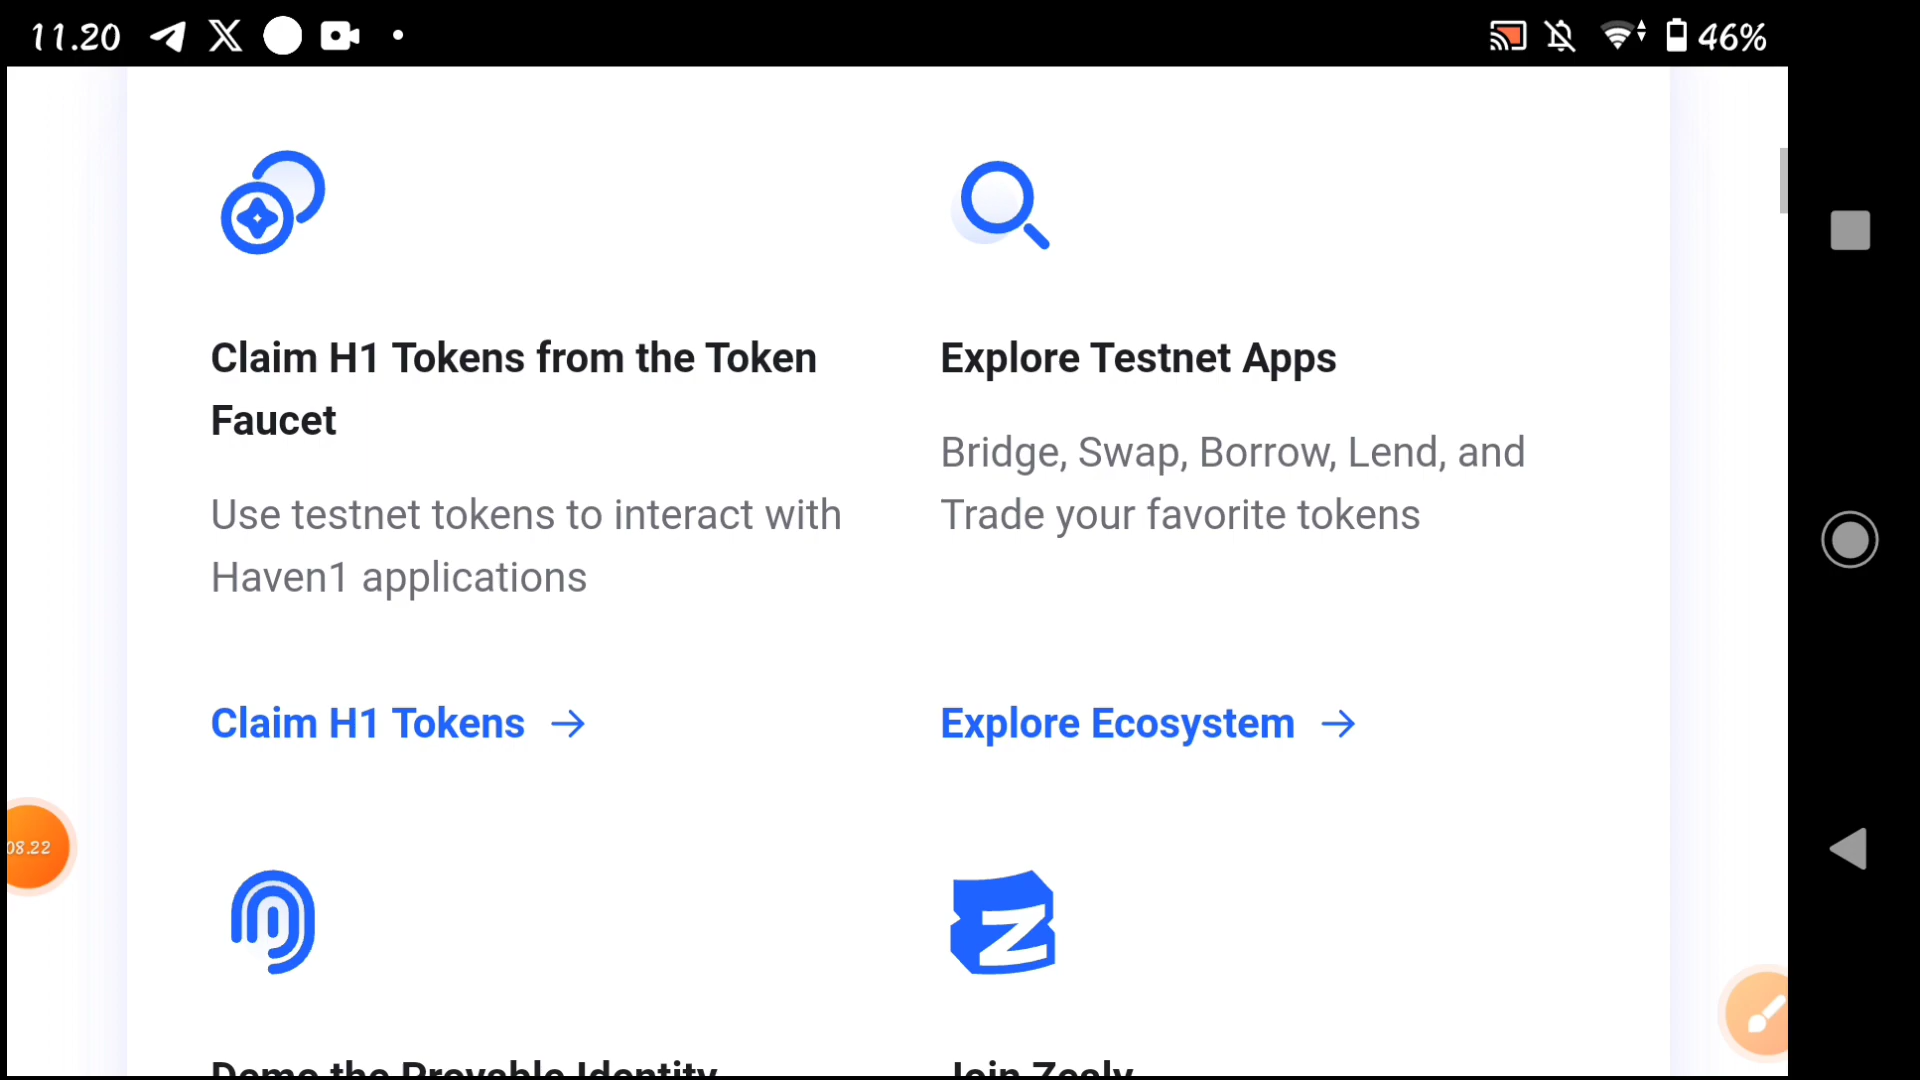 11.20
46%
Claim H1 Tokens from the Token
Faucet
Use testnet tokens to interact with
Haven1 applications
Claim H1 Tokens →
Explore Testnet Apps
Bridge, Swap, Borrow, Lend, and
Trade your favorite tokens
Explore Ecosystem →
08.22
Demo the Provable Identity
Join Zealy